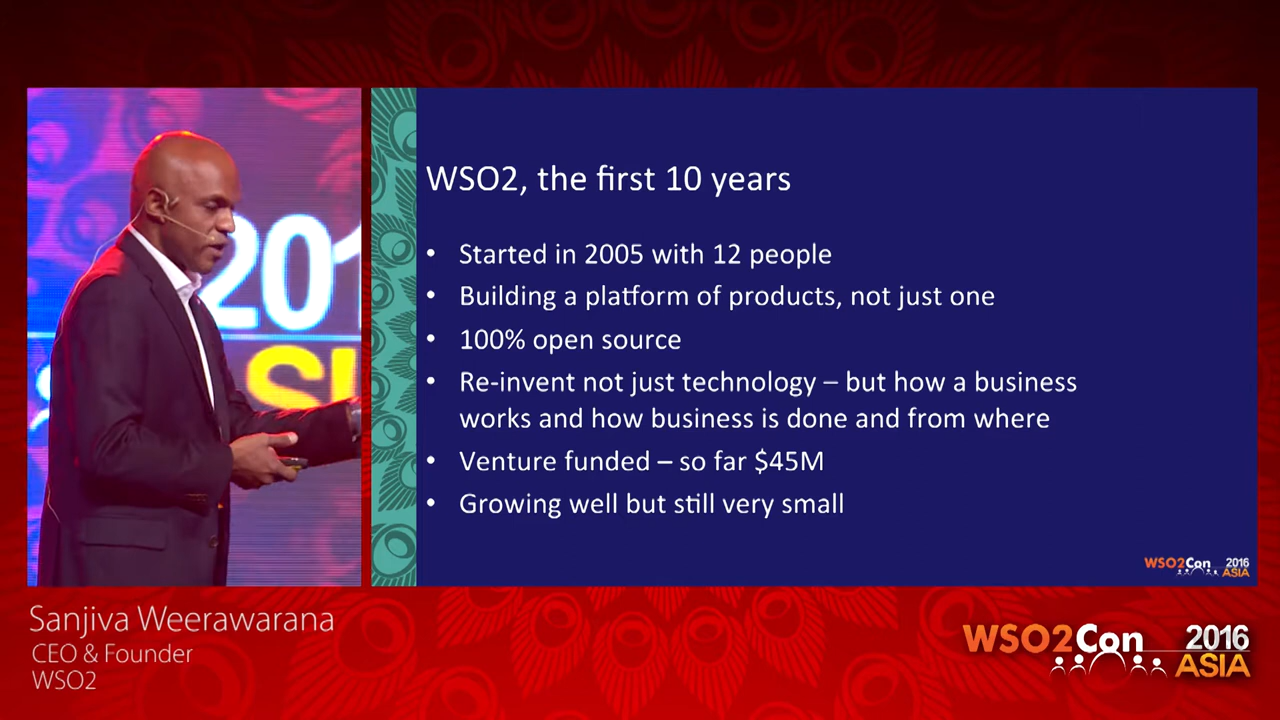 201
SI
WSO2, the first 10 years
• Started in 2005 with 12 people
• Building a platform of products, not just one
• 100% open source
• Re-invent not just technology – but how a business
works and how business is done and from where
• Venture funded – so far $45M
• Growing well but still very small
WSO2Con 2016
ASIA
Sanjiva Weerawarana
CEO & Founder
WSO2
WSO2Con 2016
ASIA